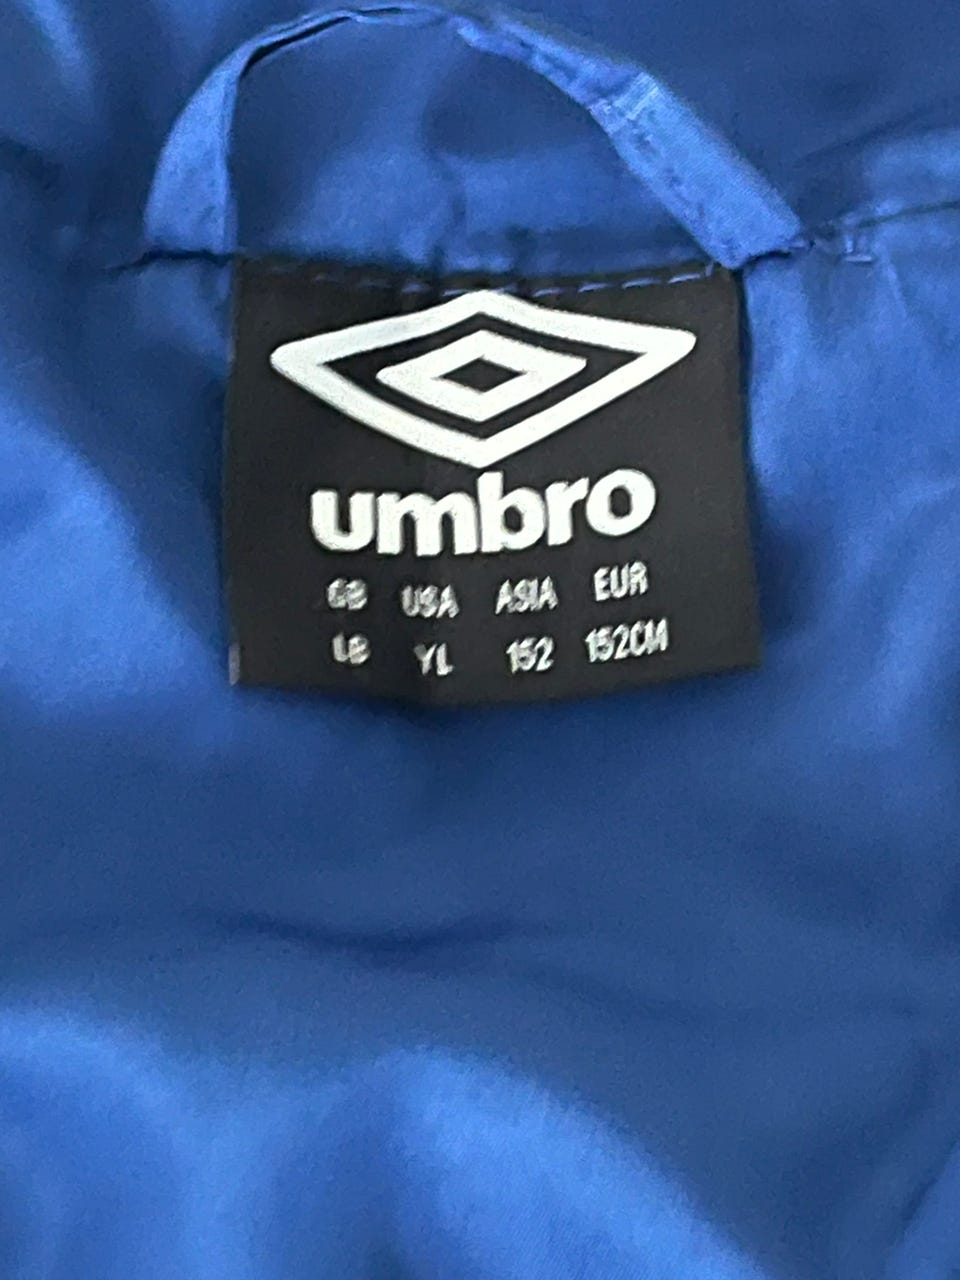 umbro
GB USA ASIA EUR
LB YL 152 152CM